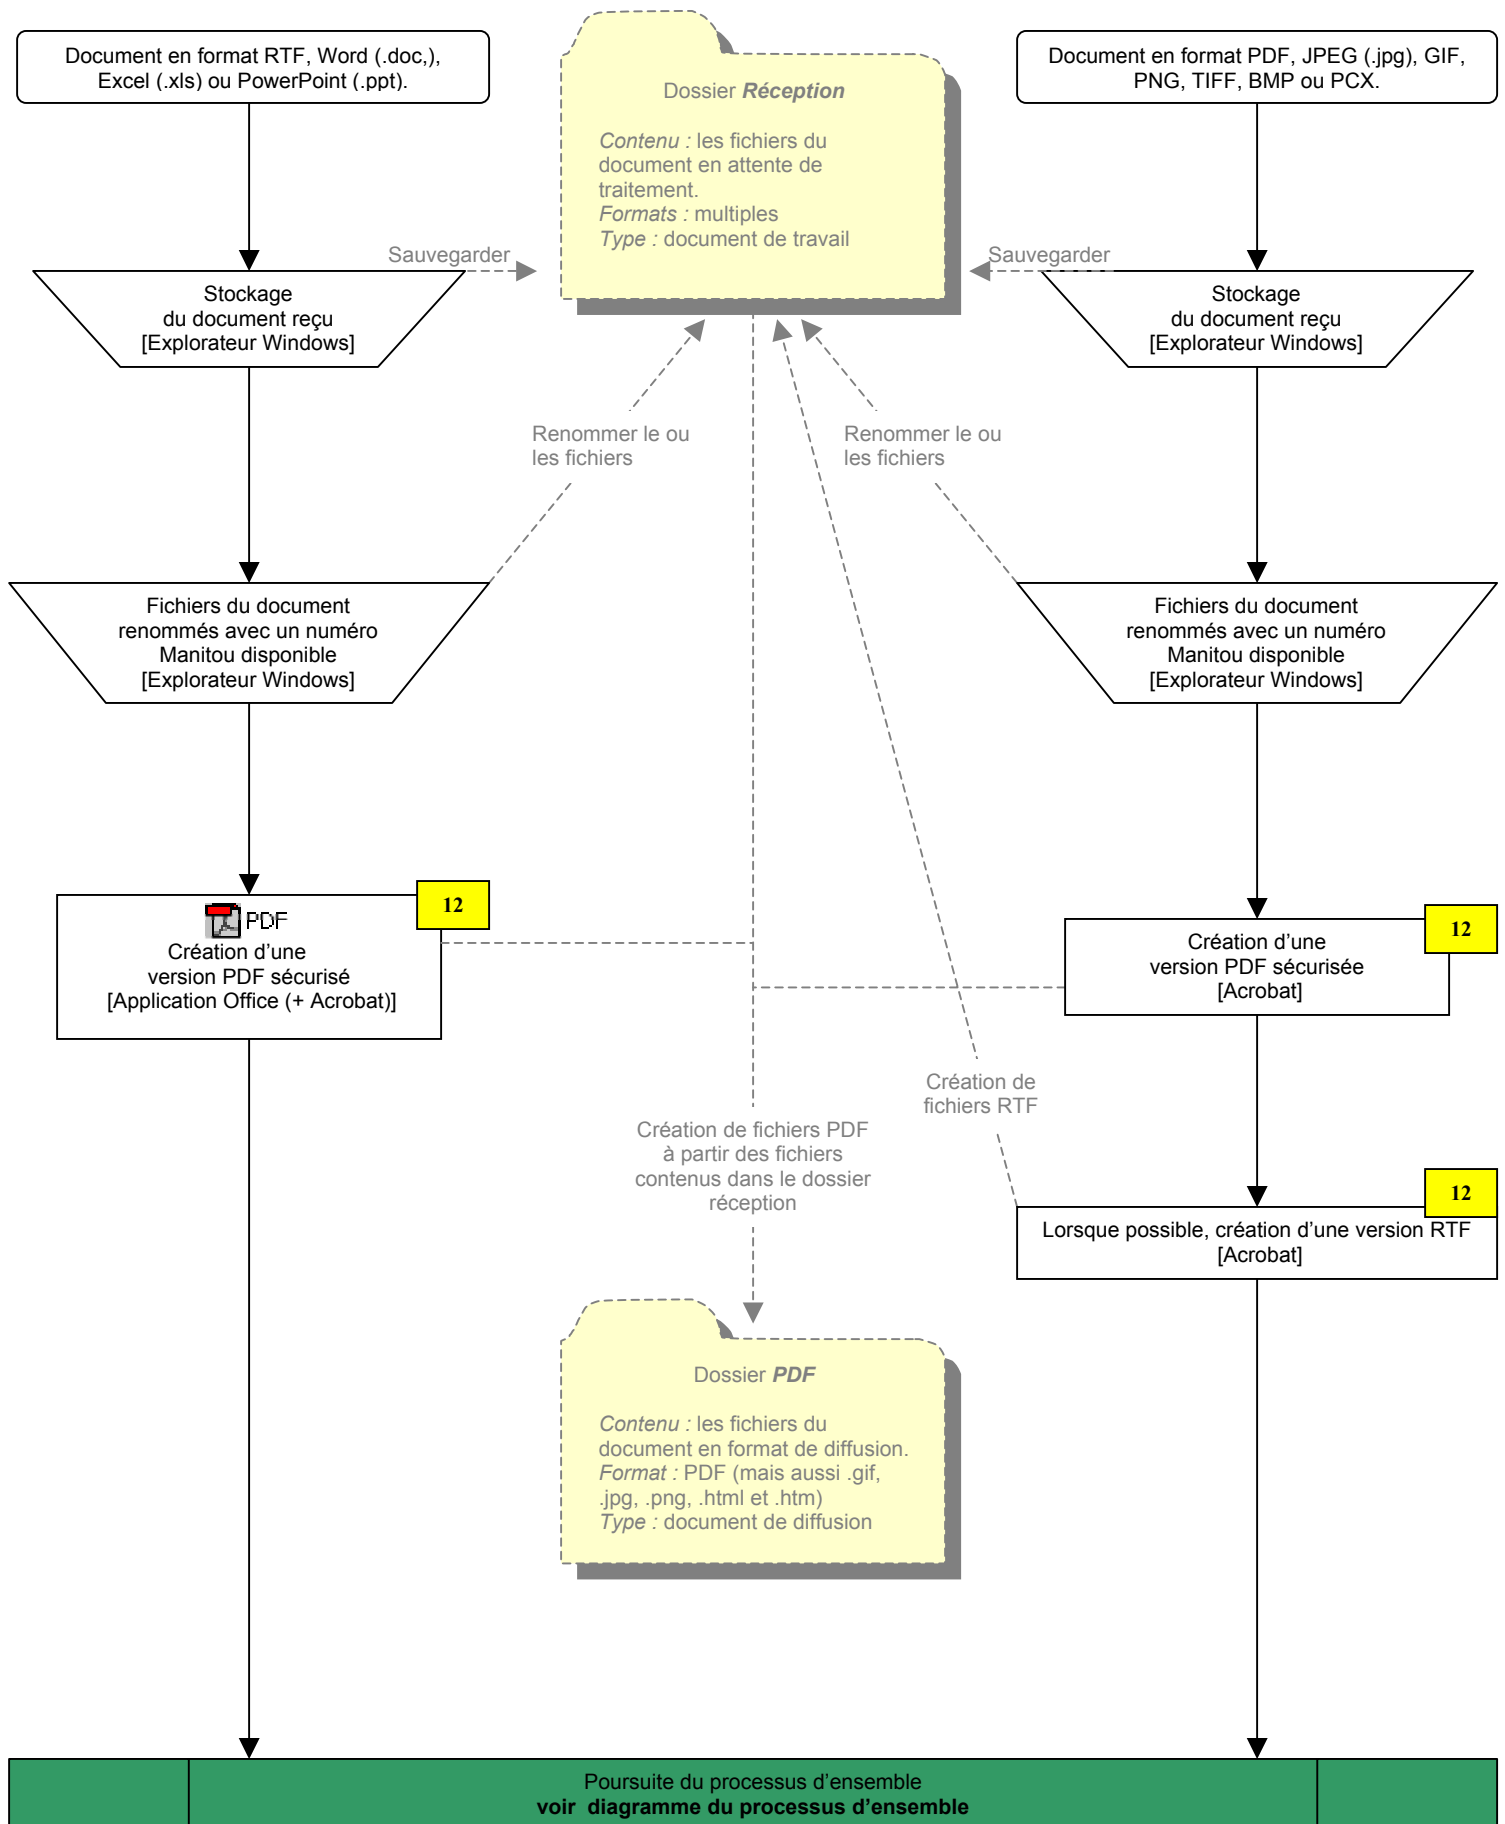 Document en format RTF, Word (.doc,),
Excel (.xls) ou PowerPoint (.ppt).
Dossier Réception
Contenu : les fichiers du
document en attente de
traitement.
Formats : multiples
Type : document de travail
Document en format PDF, JPEG (.jpg), GIF,
PNG, TIFF, BMP ou PCX.
Sauvegarder
Sauvegarder
Stockage
du document reçu
[Explorateur Windows]
Stockage
du document reçu
[Explorateur Windows]
Renommer le ou
les fichiers
Renommer le ou
les fichiers
Fichiers du document
renommés avec un numéro
Manitou disponible
[Explorateur Windows]
Fichiers du document
renommés avec un numéro
Manitou disponible
[Explorateur Windows]
12
PDF
Création d'une
version PDF sécurisé
[Application Office (+ Acrobat)]
12
Création d'une
version PDF sécurisée
[Acrobat]
Création de
fichiers RTF
Création de fichiers PDF
à partir des fichiers
contenus dans le dossier
réception
12
Lorsque possible, création d'une version RTF
[Acrobat]
Dossier PDF
Contenu : les fichiers du
document en format de diffusion.
Format : PDF (mais aussi .gif,
.jpg, .png, .html et .htm)
Type : document de diffusion
Poursuite du processus d'ensemble
voir  diagramme du processus d'ensemble